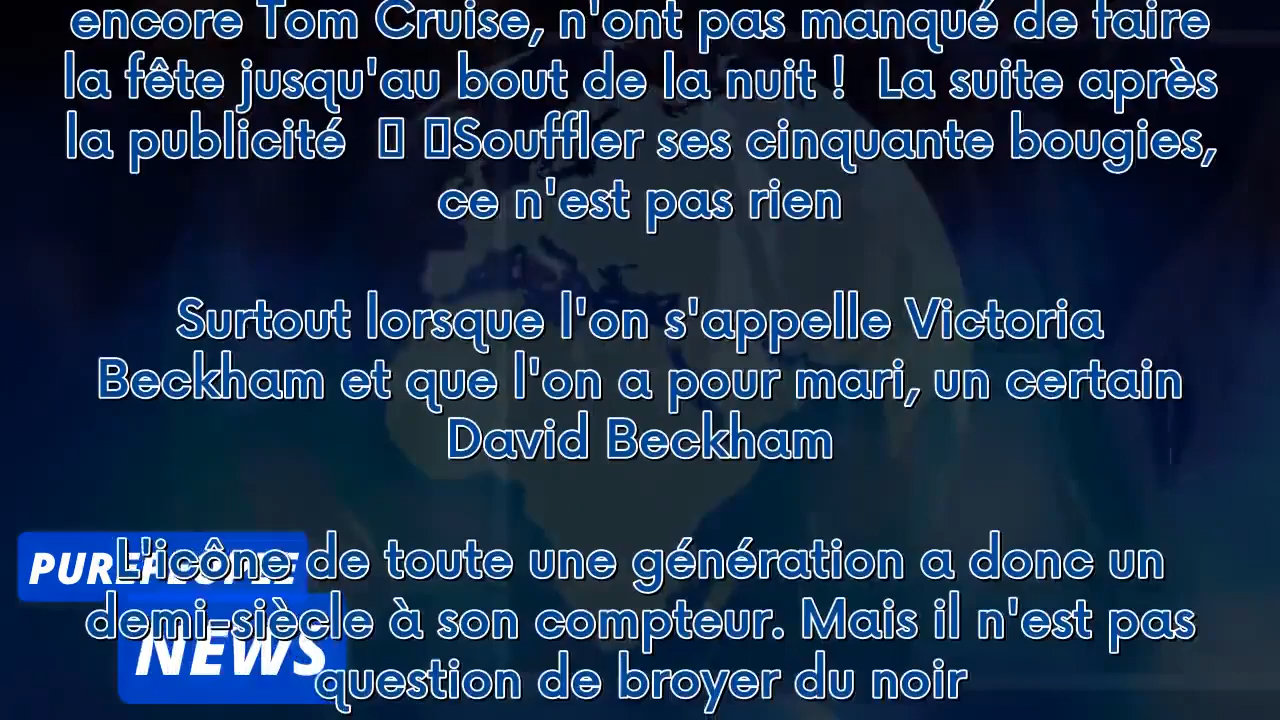 encore Tom Cruise, n'ont pas manqué de faire
la fête jusqu'au bout de la nuit !  La suite après
la publicité  Souffler ses cinquante bougies,
ce n'est pas rien
Surtout lorsque l'on s'appelle Victoria
Beckham et que l'on a pour mari, un certain
David Beckham
L'icône de toute une génération a donc un
demi-siècle à son compteur. Mais il n'est pas
question de broyer du noir
PUREPEOPLE
NEWS